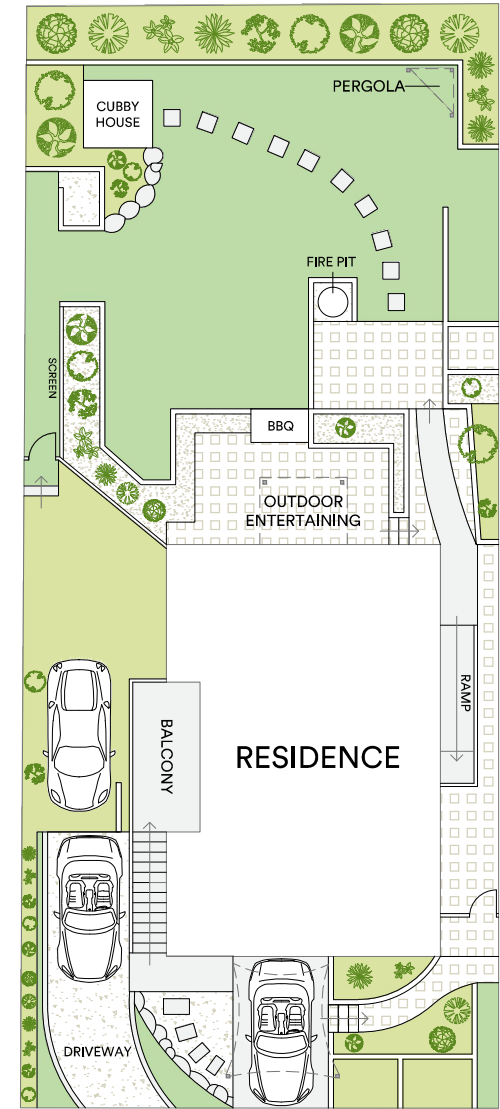 PERGOLA
CUBBY
HOUSE
FIRE PIT
SCREEN
BBQ
OUTDOOR
ENTERTAINING
RAMP
BALCONY
RESIDENCE
DRIVEWAY